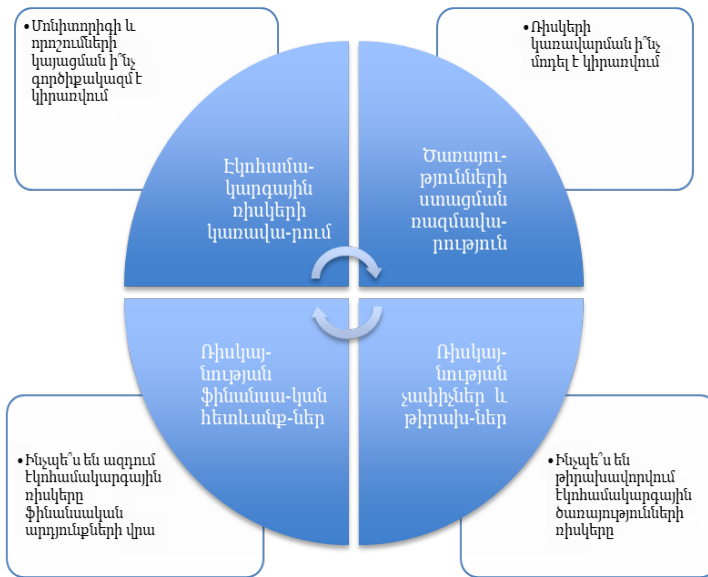 •Մոնիտորիգի և
որոշումների
կայացման ի՞նչ
գործիքակազմ է
կիրառվում
•Ռիսկերի
կառավարման ի՞նչ
մոդել է կիրառվում
Էկոհամա-
կարգային
ռիսկերի
կառավա-րում
Ծառայու-
թյունների
ստացման
ռազմավա-
րություն
Ռիսկայ-
նության
ֆինանսա-կան
հետևանք-ներ
Ռիսկայ-
նության
չափիչներ և
թիրախ-ներ
•Ինչպե՞ս են ազդում
էկոհամակարգային
ռիսկերը
ֆինանսական
արդյունքների վրա
•Ինչպե՞ս են
թիրախավորվում
էկոհամակարգային
ծառայությունների
ռիսկերը